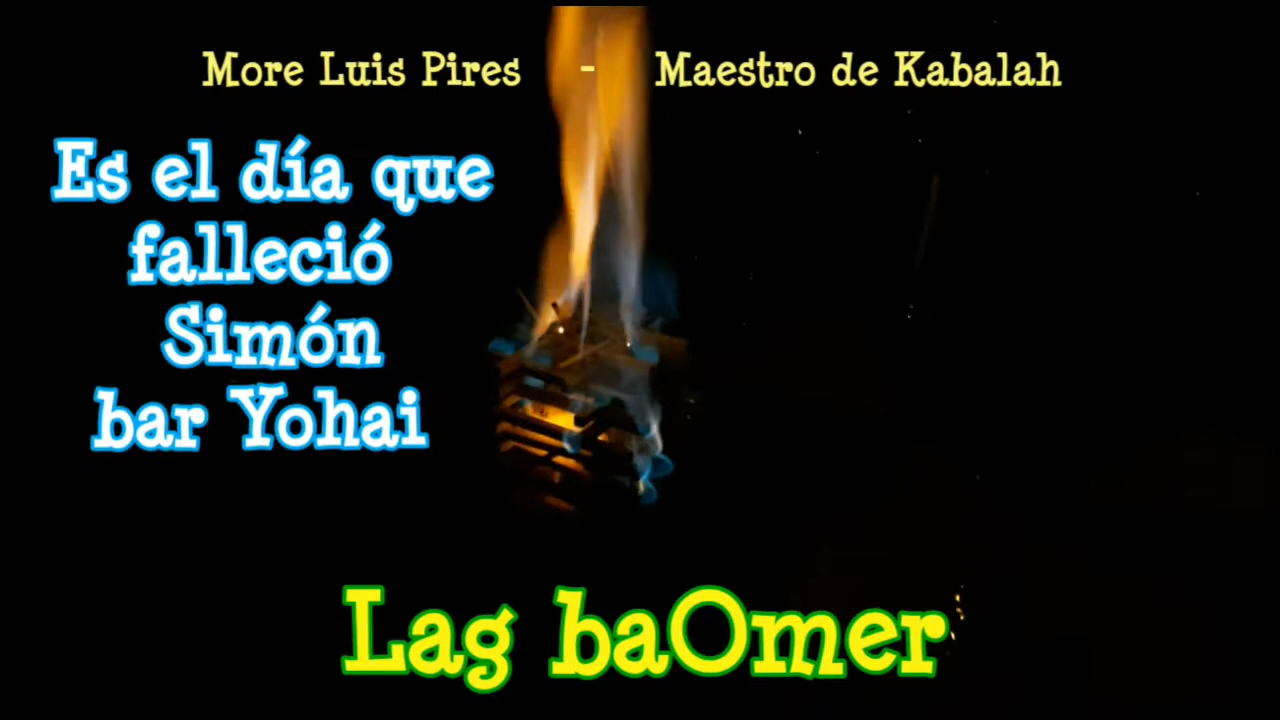 More Luis Pires - Maestro de Kabalah
Es el día que
falleció
Simón
bar Yohai
Lag baOmer